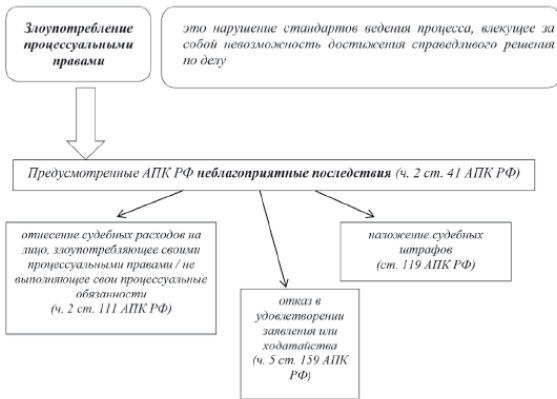 Злоупотребление
процессуальными
правами
это нарушение стандартов ведения процесса, влекущее за
собой невозможность достижения справедливого решения
по делу
Предусмотренные АПК РФ неблагоприятные последствия (ч. 2 ст. 41 АПК РФ)
отнесение судебных расходов на
лицо, злоупотребляющее своими
процессуальными правами / не
выполняющее свои процессуальные
обязанности
(ч. 2 ст. 111 АПК РФ)
отказ в
удовлетворении
заявления или
ходатайства
(ч. 5 ст. 159 АПК
РФ)
наложение судебных
штрафов
(ст. 119 АПК РФ)